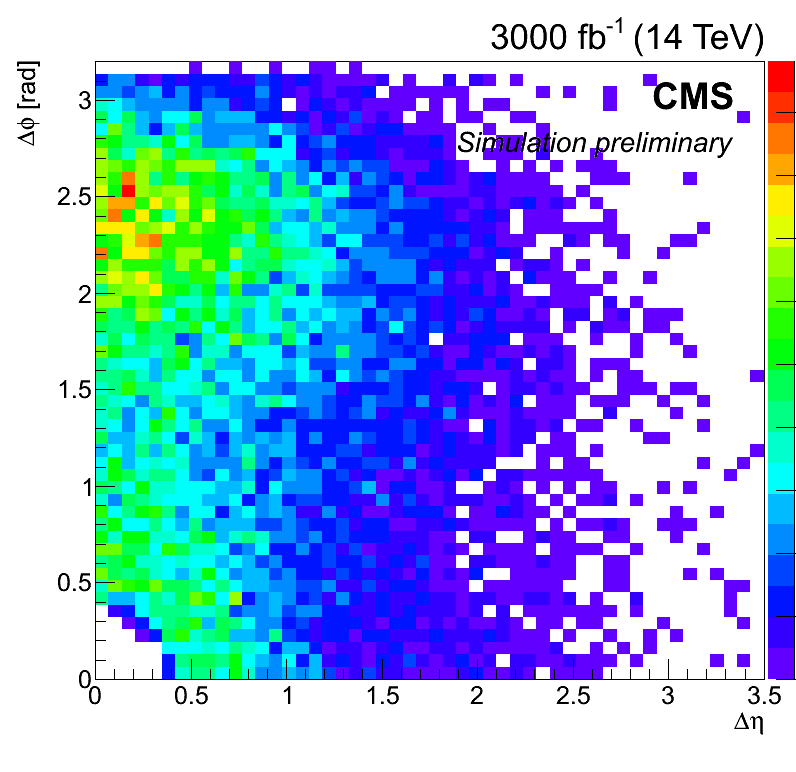 3000 fb⁻¹ (14 TeV)
Δϕ [rad]
CMS
Simulation preliminary
3
2.5
2
1.5
1
0.5
0
0 0.5 1 1.5 2 2.5 3 3.5
Δη